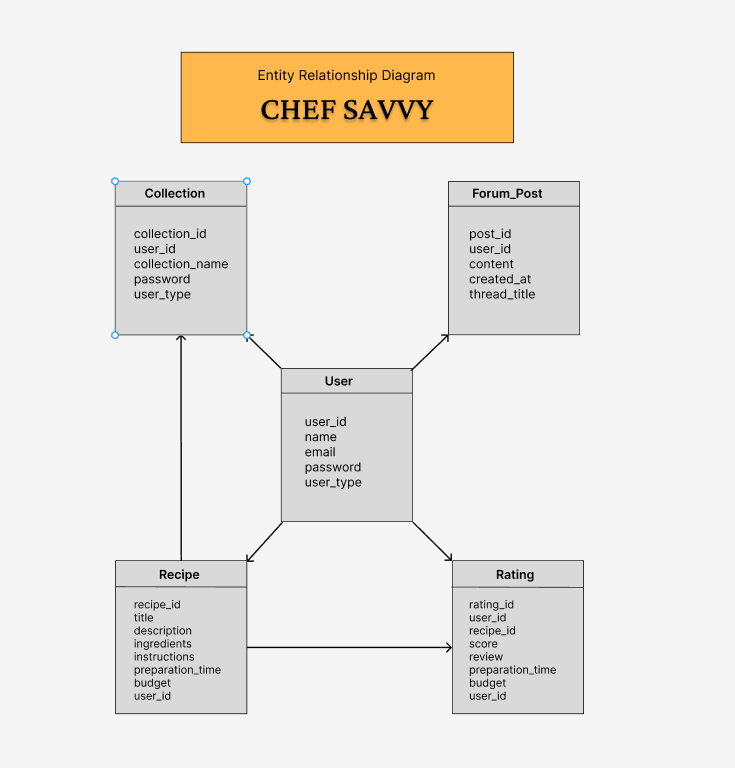 Entity Relationship Diagram
CHEF SAVVY
Collection
collection_id
user_id
collection_name
password
user_type
Forum_Post
post_id
user_id
content
created_at
thread_title
User
user_id
name
email
password
user_type
Recipe
recipe_id
title
description
ingredients
instructions
preparation_time
budget
user_id
Rating
rating_id
user_id
recipe_id
score
review
preparation_time
budget
user_id